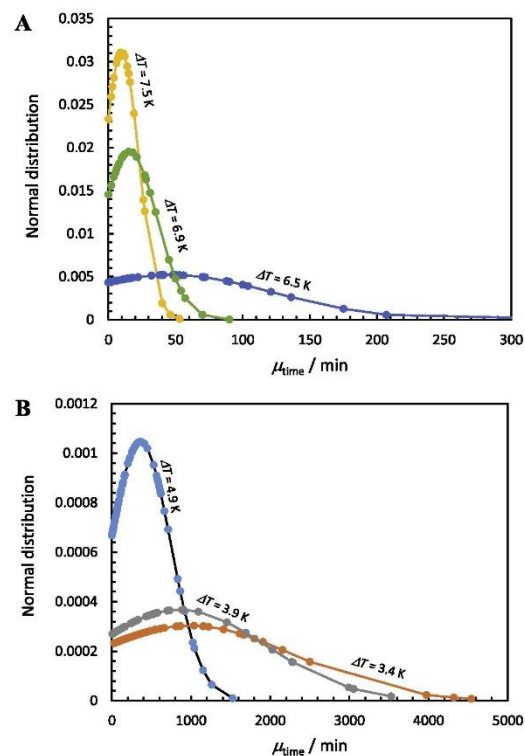 A
0.035
0.03
0.025
0.02
0.015
0.01
0.005
0
Normal distribution
ΔT = 7.5 K
ΔT = 6.9 K
ΔT = 6.5 K
0 50 100 150 200 250 300
μtime / min
B
0.0012
0.001
0.0008
0.0006
0.0004
0.0002
0
Normal distribution
ΔT = 4.9 K
ΔT = 3.9 K
ΔT = 3.4 K
0 1000 2000 3000 4000 5000
μtime / min